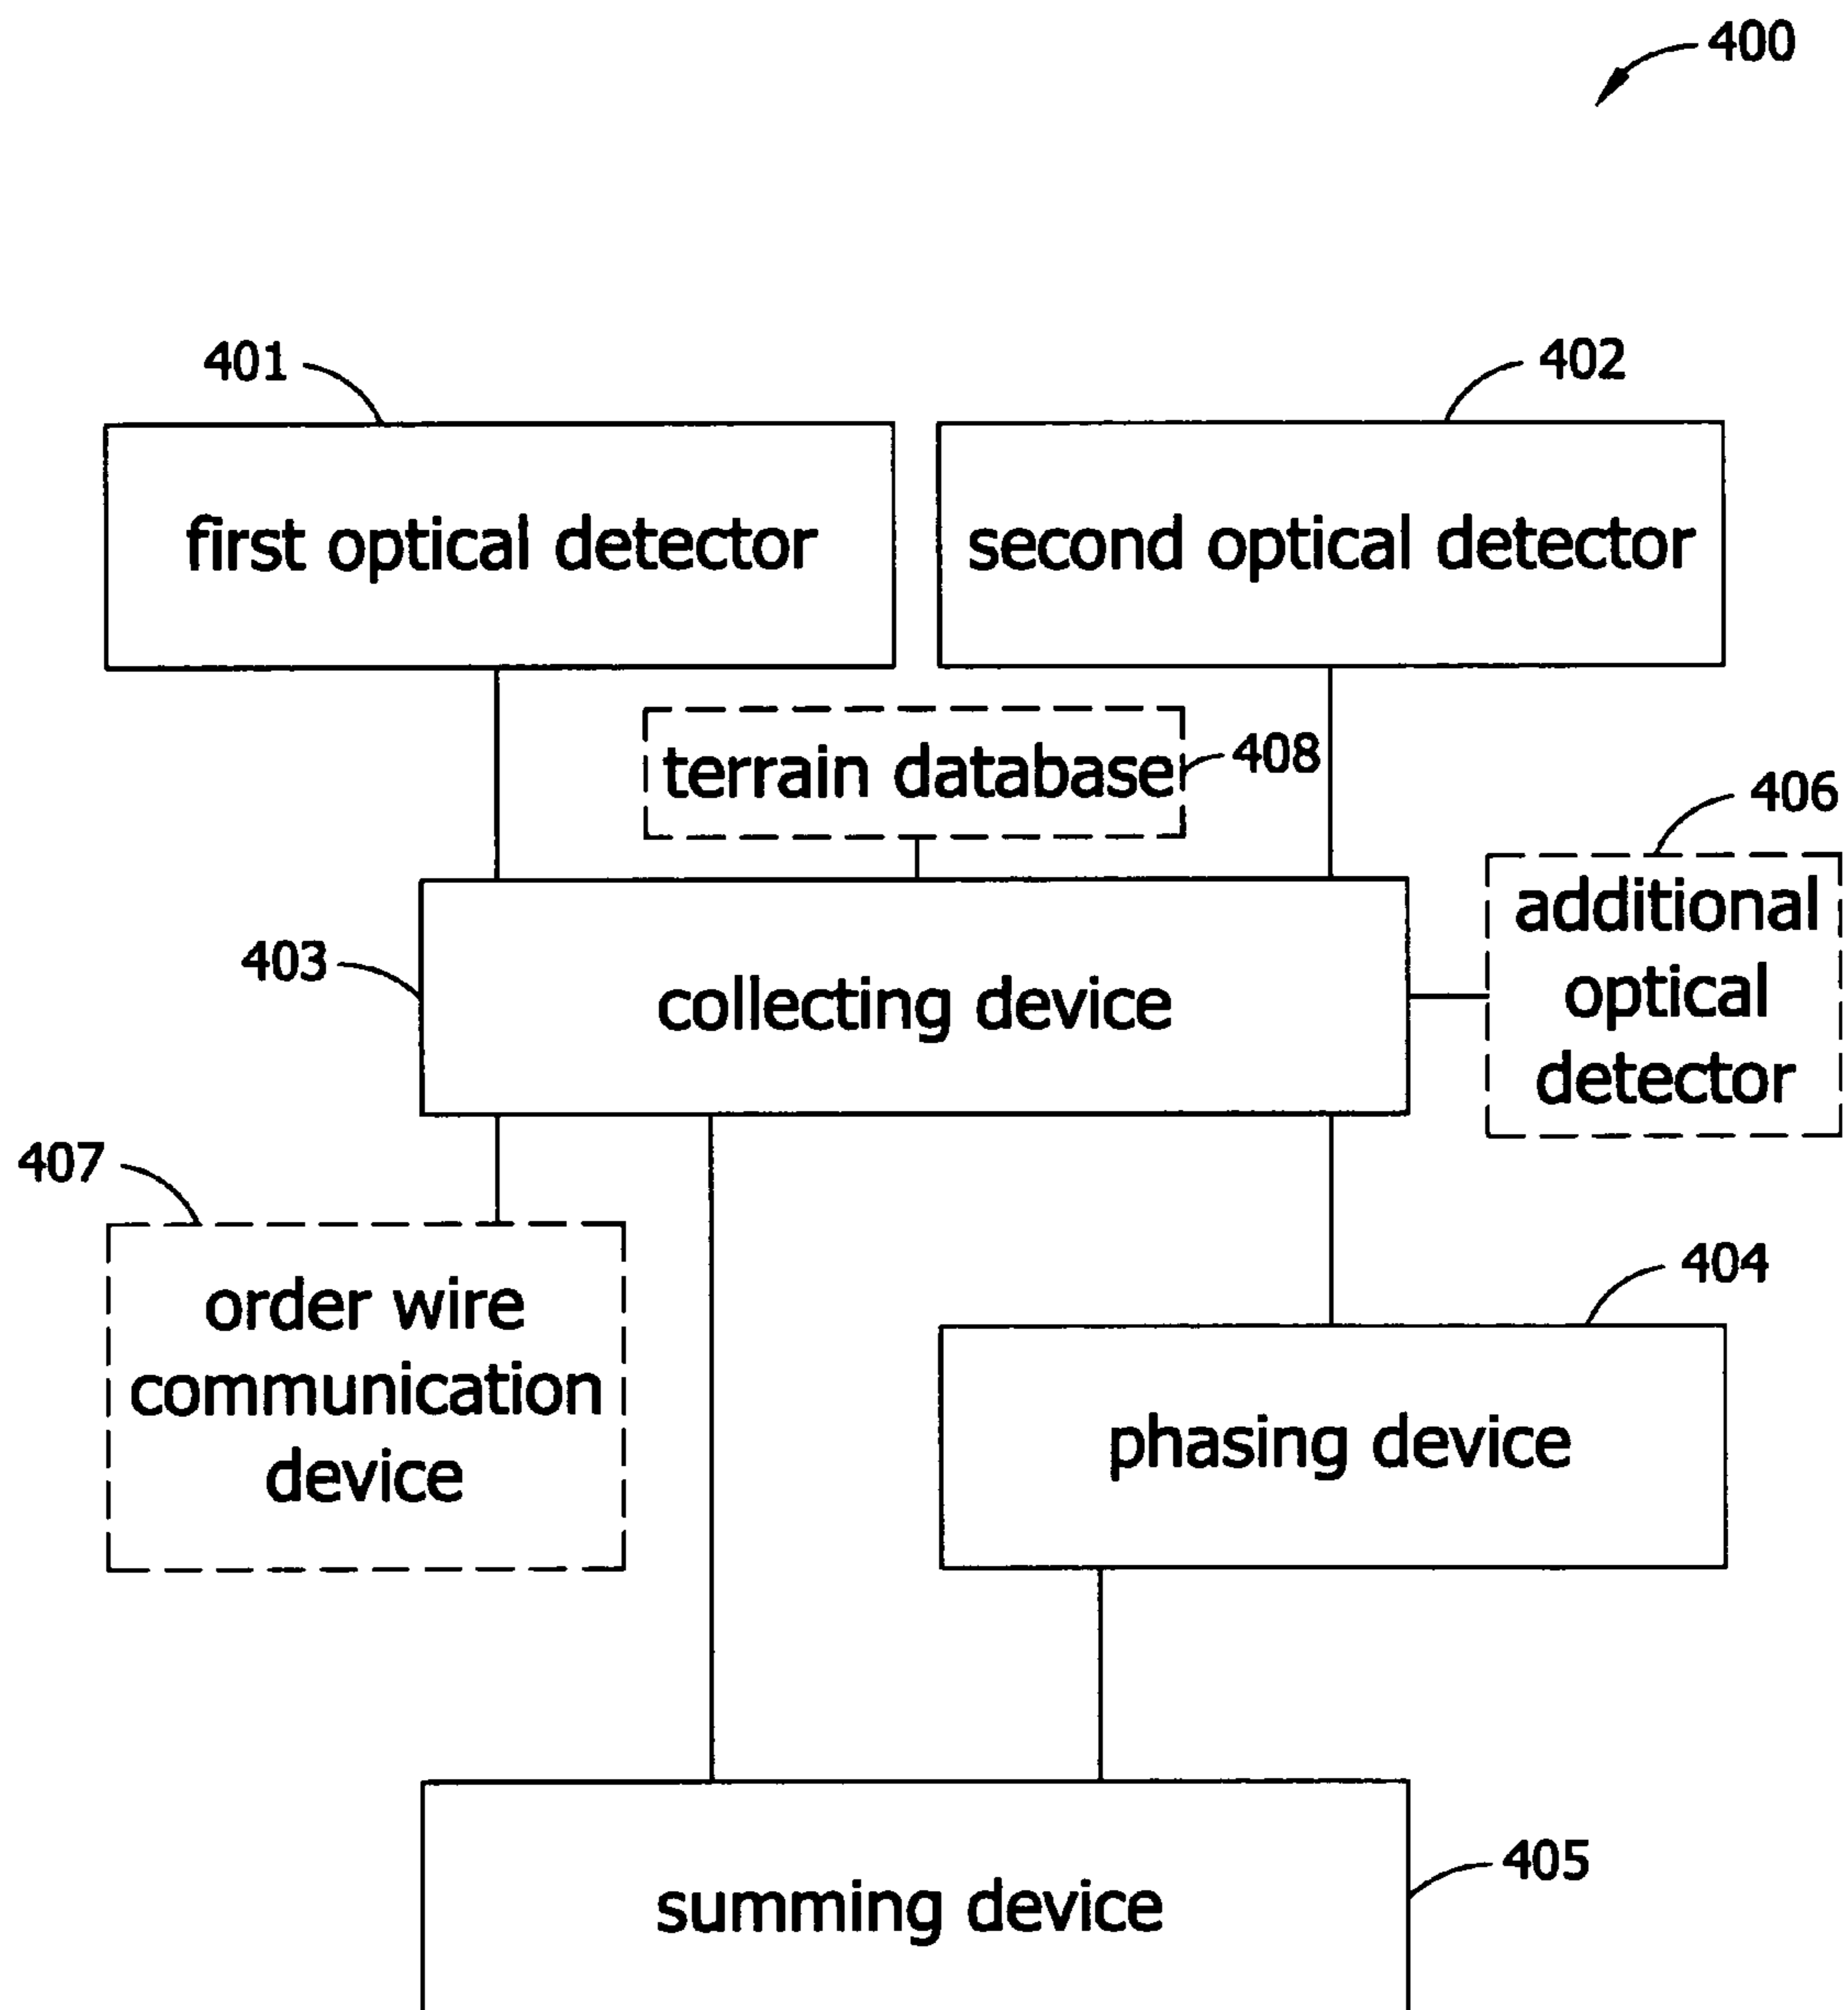 400
401
402
first optical detector
second optical detector
terrain database
408
406
additional
optical
detector
403
collecting device
407
order wire
communication
device
404
phasing device
405
summing device